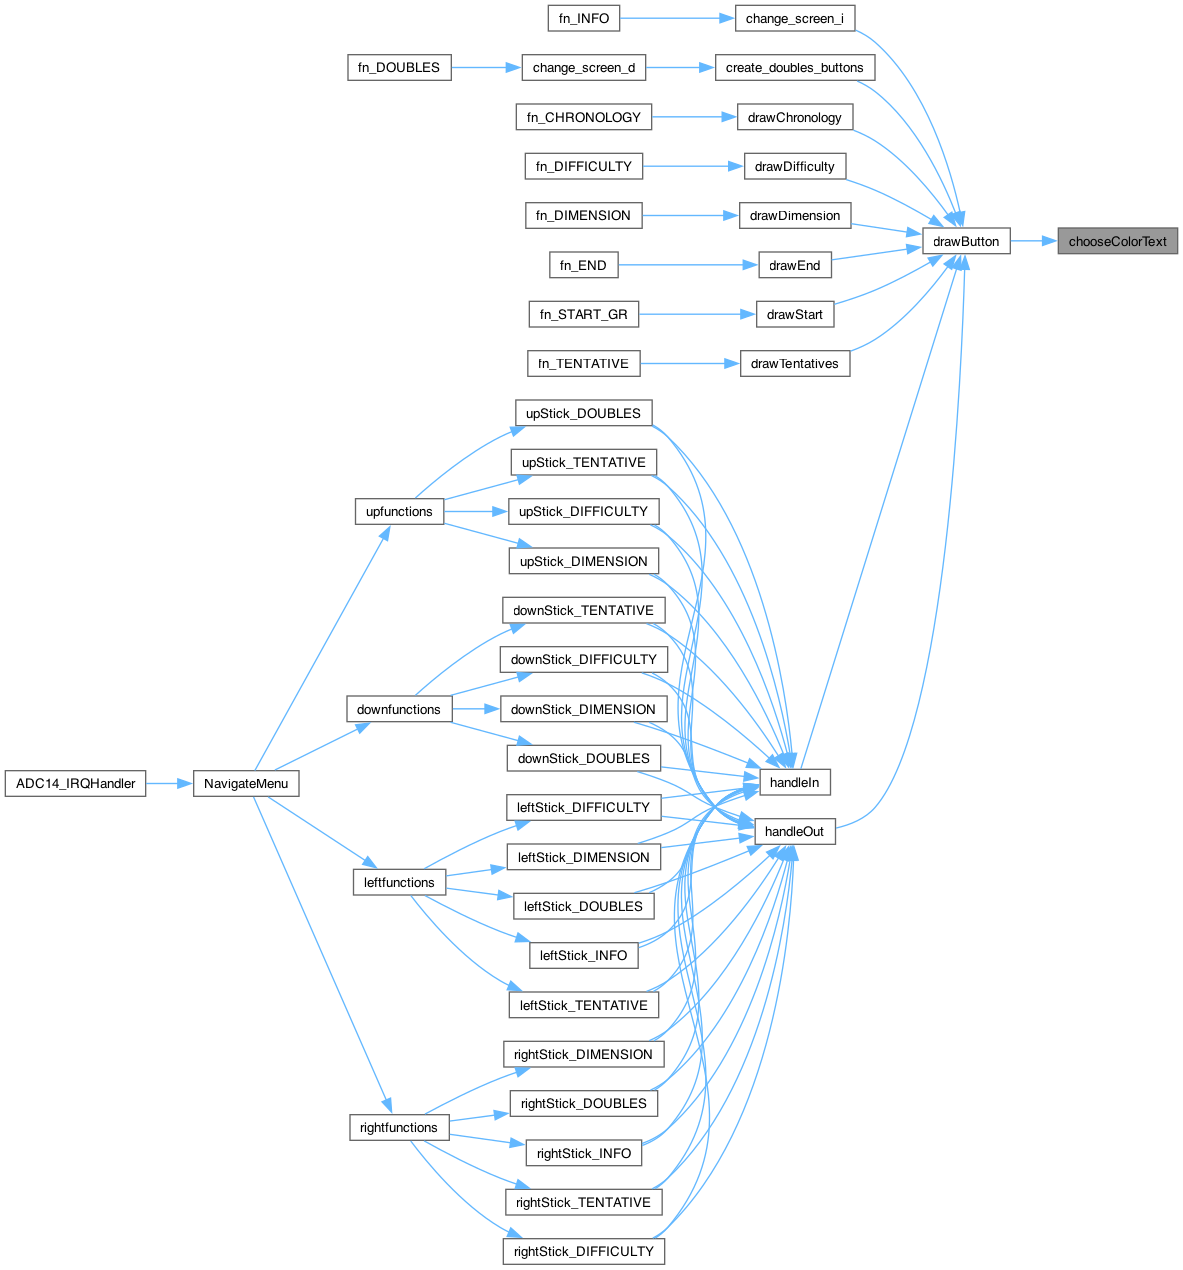 fn_INFO
change_screen_i
fn_DOUBLES
change_screen_d
create_doubles_buttons
fn_CHRONOLOGY
drawChronology
fn_DIFFICULTY
drawDifficulty
fn_DIMENSION
drawDimension
drawButton
chooseColorText
fn_END
drawEnd
fn_START_GR
drawStart
fn_TENTATIVE
drawTentatives
upStick_DOUBLES
upStick_TENTATIVE
upfunctions
upStick_DIFFICULTY
upStick_DIMENSION
downStick_TENTATIVE
downStick_DIFFICULTY
downfunctions
downStick_DIMENSION
downStick_DOUBLES
ADC14_IRQHandler
NavigateMenu
handleIn
leftStick_DIFFICULTY
handleOut
leftStick_DIMENSION
leftfunctions
leftStick_DOUBLES
leftStick_INFO
leftStick_TENTATIVE
rightStick_DIMENSION
rightStick_DOUBLES
rightfunctions
rightStick_INFO
rightStick_TENTATIVE
rightStick_DIFFICULTY